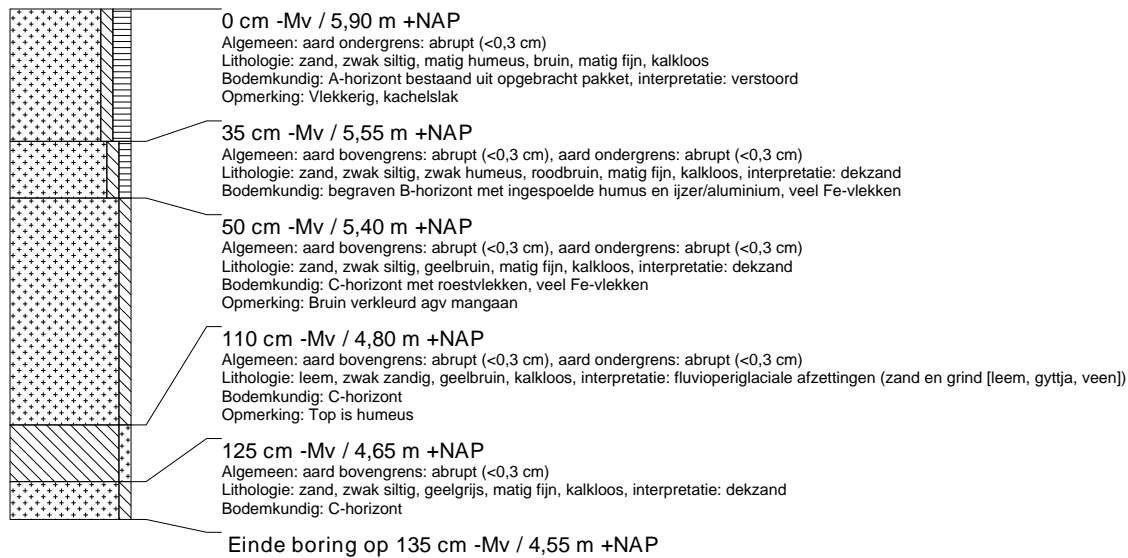 0 cm -Mv / 5,90 m +NAP
Algemeen: aard ondergrens: abrupt (<0,3 cm)
Lithologie: zand, zwak siltig, matig humeus, bruin, matig fijn, kalkloos
Bodemkundig: A-horizont bestaand uit opgebracht pakket, interpretatie: verstoord
Opmerking: Vlekkerig, kachelslak
35 cm -Mv / 5,55 m +NAP
Algemeen: aard bovengrens: abrupt (<0,3 cm), aard ondergrens: abrupt (<0,3 cm)
Lithologie: zand, zwak siltig, zwak humeus, roodbruin, matig fijn, kalkloos, interpretatie: dekzand
Bodemkundig: begraven B-horizont met ingespoelde humus en ijzer/aluminium, veel Fe-vlekken
50 cm -Mv / 5,40 m +NAP
Algemeen: aard bovengrens: abrupt (<0,3 cm), aard ondergrens: abrupt (<0,3 cm)
Lithologie: zand, zwak siltig, geelbruin, matig fijn, kalkloos, interpretatie: dekzand
Bodemkundig: C-horizont met roestvlekken, veel Fe-vlekken
Opmerking: Bruin verkleurd agv mangaan
110 cm -Mv / 4,80 m +NAP
Algemeen: aard bovengrens: abrupt (<0,3 cm), aard ondergrens: abrupt (<0,3 cm)
Lithologie: leem, zwak zandig, geelbruin, kalkloos, interpretatie: fluvioperiglaciale afzettingen (zand en grind [leem, gyttja, veen])
Bodemkundig: C-horizont
Opmerking: Top is humeus
125 cm -Mv / 4,65 m +NAP
Algemeen: aard bovengrens: abrupt (<0,3 cm)
Lithologie: zand, zwak siltig, geelgrijs, matig fijn, kalkloos, interpretatie: dekzand
Bodemkundig: C-horizont
Einde boring op 135 cm -Mv / 4,55 m +NAP